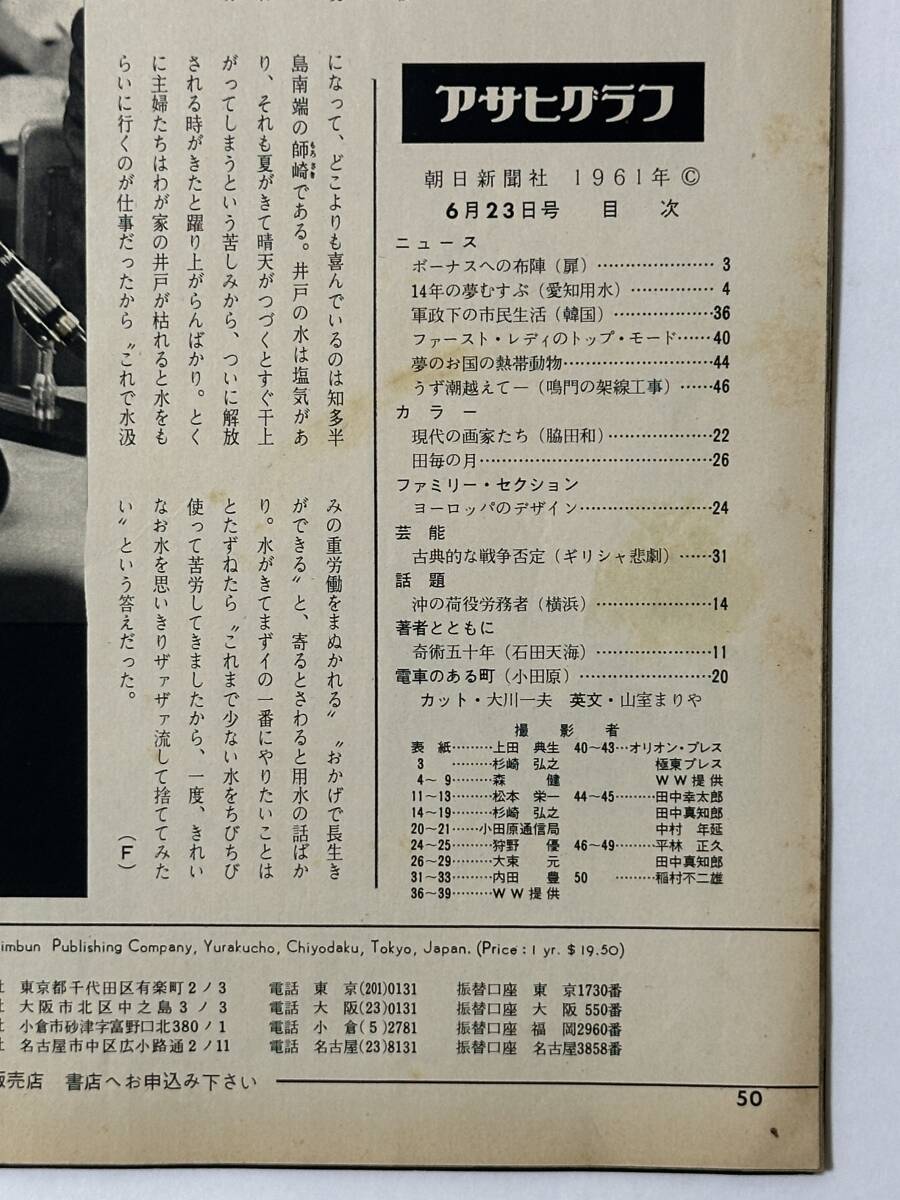 になって、どこよりも喜んでいるのは知多半
島南端の師崎である。井戸の水は塩気があ
り、それも夏がきて晴天がつづくとすぐ干上
がってしまうという苦しみから、ついに解放
される時がきたと躍り上がらんばかり。とく
に主婦たちはわが家の井戸が枯れると水をも
らいに行くのが仕事だったから〝これで水汲
みの重労働をまぬかれる〟〝おかげで長生き
ができる〟と、寄るとさわると用水の話ばか
り。水がきてまずイの一番にやりたいことは
とたずねたら〝これまで少ない水をちびちび
使って苦労してきましたから、一度、きれい
なお水を思いきりザァザァ流して捨ててみた
い〟という答えだった。
（F）
アサヒグラフ
朝日新聞社 1961年 ©
6月23日号 目次
ニュース
ボーナスへの布陣（扉）…………………3
14年の夢むすぶ（愛知用水）……………4
軍政下の市民生活（韓国）………………36
ファースト・レディのトップ・モード……40
夢のお国の熱帯動物………………………44
うず潮越えて―（鳴門の架線工事）……46
カラー
現代の画家たち（脇田和）………………22
田毎の月……………………………………26
ファミリー・セクション
ヨーロッパのデザイン……………………24
芸能
古典的な戦争否定（ギリシャ悲劇）……31
話題
沖の荷役労務者（横浜）…………………14
著者とともに
奇術五十年（石田天海）…………………11
電車のある町（小田原）…………………20
カット・大川一夫 英文・山室まりや
撮影者
表紙………上田 典生
3 ………杉崎 弘之
4～9………森 健
11～13………松本 栄一
14～19………杉崎 弘之
20～21……小田原通信局
24～25………狩野 優
26～29………大束 元
31～33………内田 豊
36～39………WW提供
40～43…オリオン・プレス
極東プレス
WW提供
44～45………田中幸太郎
田中真知郎
中村 年延
46～49………平林 正久
田中真知郎
50 ………稲村不二雄
imbun Publishing Company, Yurakucho, Chiyodaku, Tokyo, Japan. (Price : 1 yr. $ 19.50)
社 東京都千代田区有楽町2ノ3 電話 東京(201)0131 振替口座 東京1730番
社 大阪市北区中之島3ノ3 電話 大阪(23)0131 振替口座 大阪550番
社 小倉市砂津字富野口北380ノ1 電話 小倉(5)2781 振替口座 福岡2960番
社 名古屋市中区広小路通2ノ11 電話 名古屋(23)8131 振替口座 名古屋3858番
販売店 書店へお申込み下さい
50